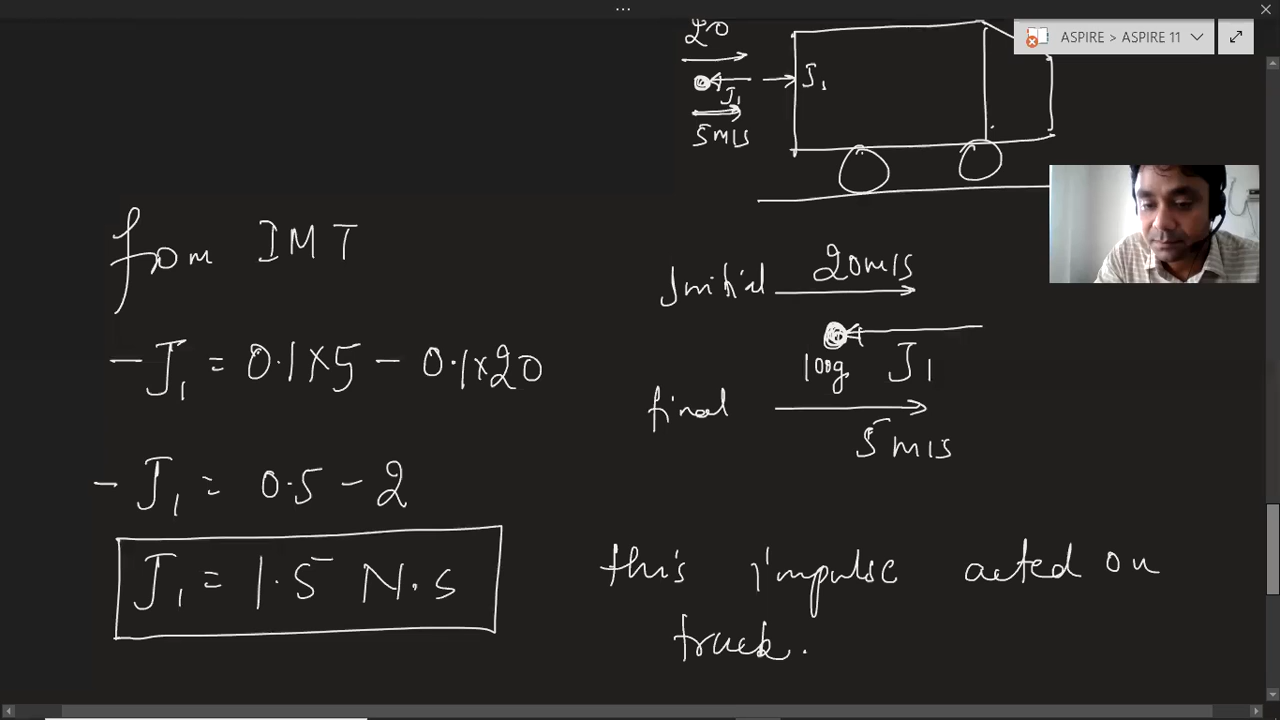 20
ASPIRE > ASPIRE 11
J₁
J₁
5m/s
from IMT
Initial 20m/s
-J₁ = 0.1×5 - 0.1×20
100g J₁
final
5m/s
-J₁ = 0.5 - 2
J₁ = 1.5 N.s
this impulse acted on
truck.